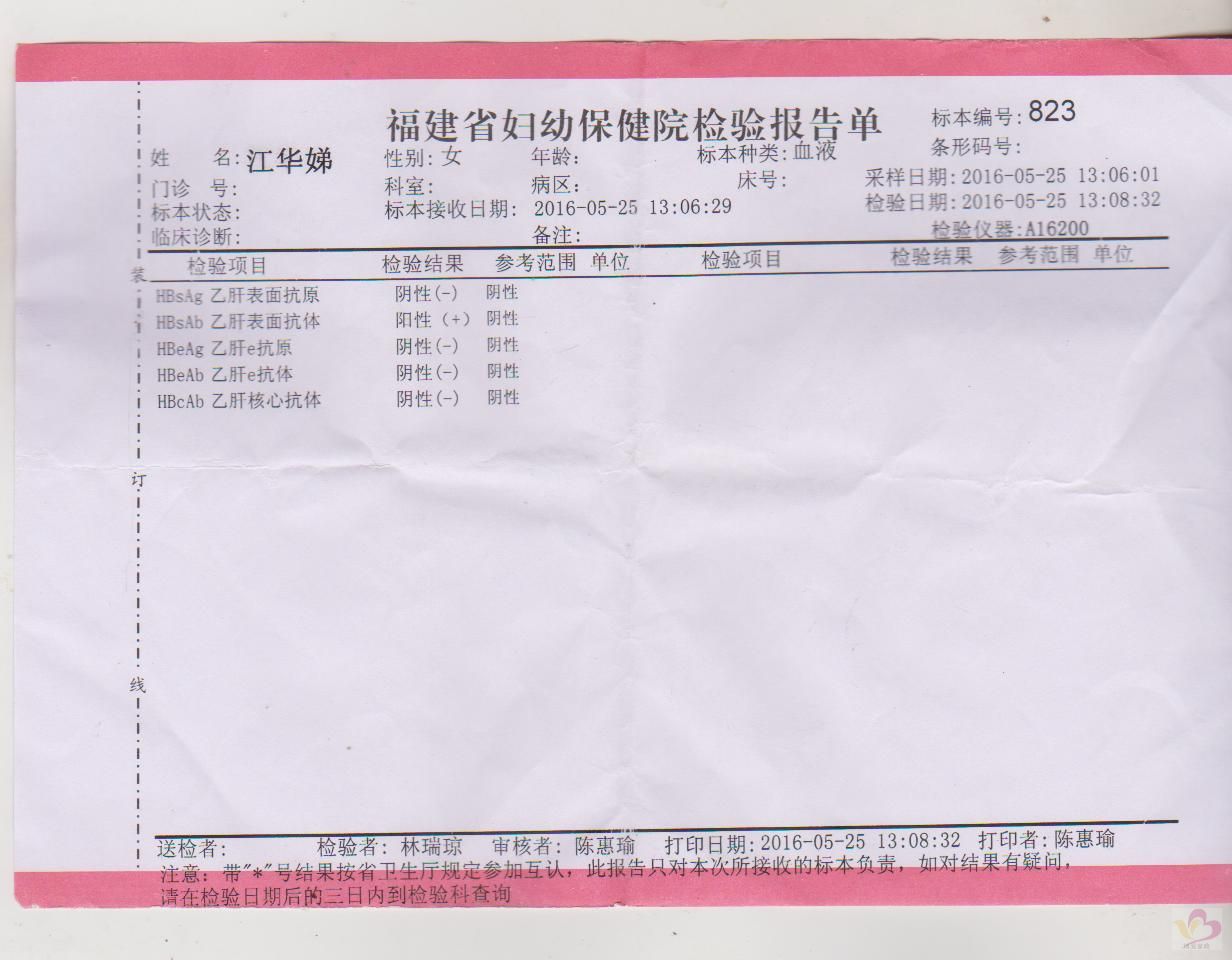 福建省妇幼保健院检验报告单
标本编号:823
姓 名:江华娣 性别:女 年龄: 标本种类:血液 条形码号:
门诊 号: 科室: 病区: 床号: 采样日期:2016-05-25 13:06:01
标本状态: 标本接收日期: 2016-05-25 13:06:29 检验日期:2016-05-25 13:08:32
临床诊断: 备注: 检验仪器:A16200
检验项目 检验结果 参考范围 单位 检验项目 检验结果 参考范围 单位
HBsAg 乙肝表面抗原 阴性(-) 阴性
HBsAb 乙肝表面抗体 阳性 (+) 阴性
HBeAg 乙肝e抗原 阴性(-) 阴性
HBeAb 乙肝e抗体 阴性(-) 阴性
HBcAb 乙肝核心抗体 阴性(-) 阴性
装
订
线
送检者: 检验者: 林瑞琼 审核者: 陈惠瑜 打印日期:2016-05-25 13:08:32 打印者:陈惠瑜
注意: 带"*"号结果按省卫生厅规定参加互认, 此报告只对本次所接收的标本负责, 如对结果有疑问,
请在检验日期后的三日内到检验科查询